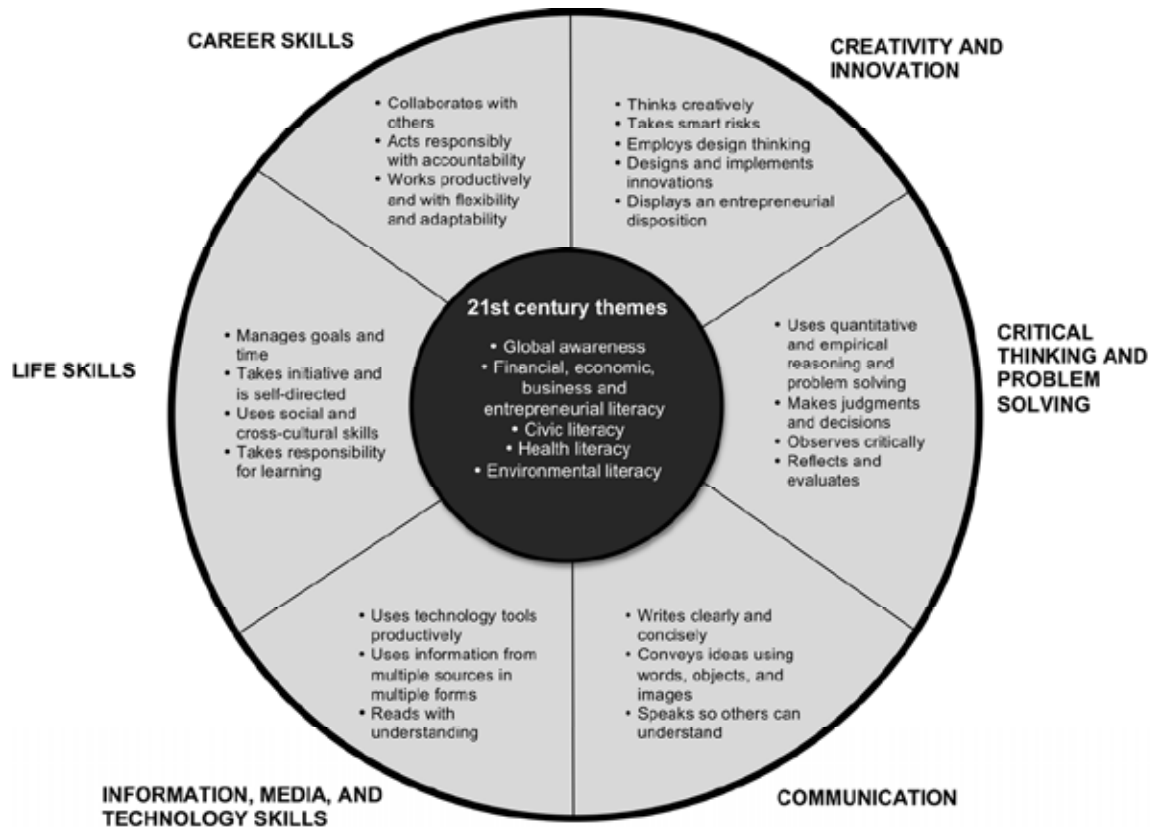 CAREER SKILLS
• Collaborates with
others
• Acts responsibly
with accountability
• Works productively
and with flexibility
and adaptability
CREATIVITY AND
INNOVATION
• Thinks creatively
• Takes smart risks
• Employs design thinking
• Designs and implements
innovations
• Displays an entrepreneurial
disposition
LIFE SKILLS
• Manages goals and
time
• Takes initiative and
is self-directed
• Uses social and
cross-cultural skills
• Takes responsibility
for learning
21st century themes
• Global awareness
• Financial, economic,
business and
entrepreneurial literacy
• Civic literacy
• Health literacy
• Environmental literacy
• Uses quantitative
and empirical
reasoning and
problem solving
• Makes judgments
and decisions
• Observes critically
• Reflects and
evaluates
CRITICAL
THINKING AND
PROBLEM
SOLVING
• Uses technology tools
productively
• Uses information from
multiple sources in
multiple forms
• Reads with
understanding
INFORMATION, MEDIA, AND
TECHNOLOGY SKILLS
• Writes clearly and
concisely
• Conveys ideas using
words, objects, and
images
• Speaks so others can
understand
COMMUNICATION